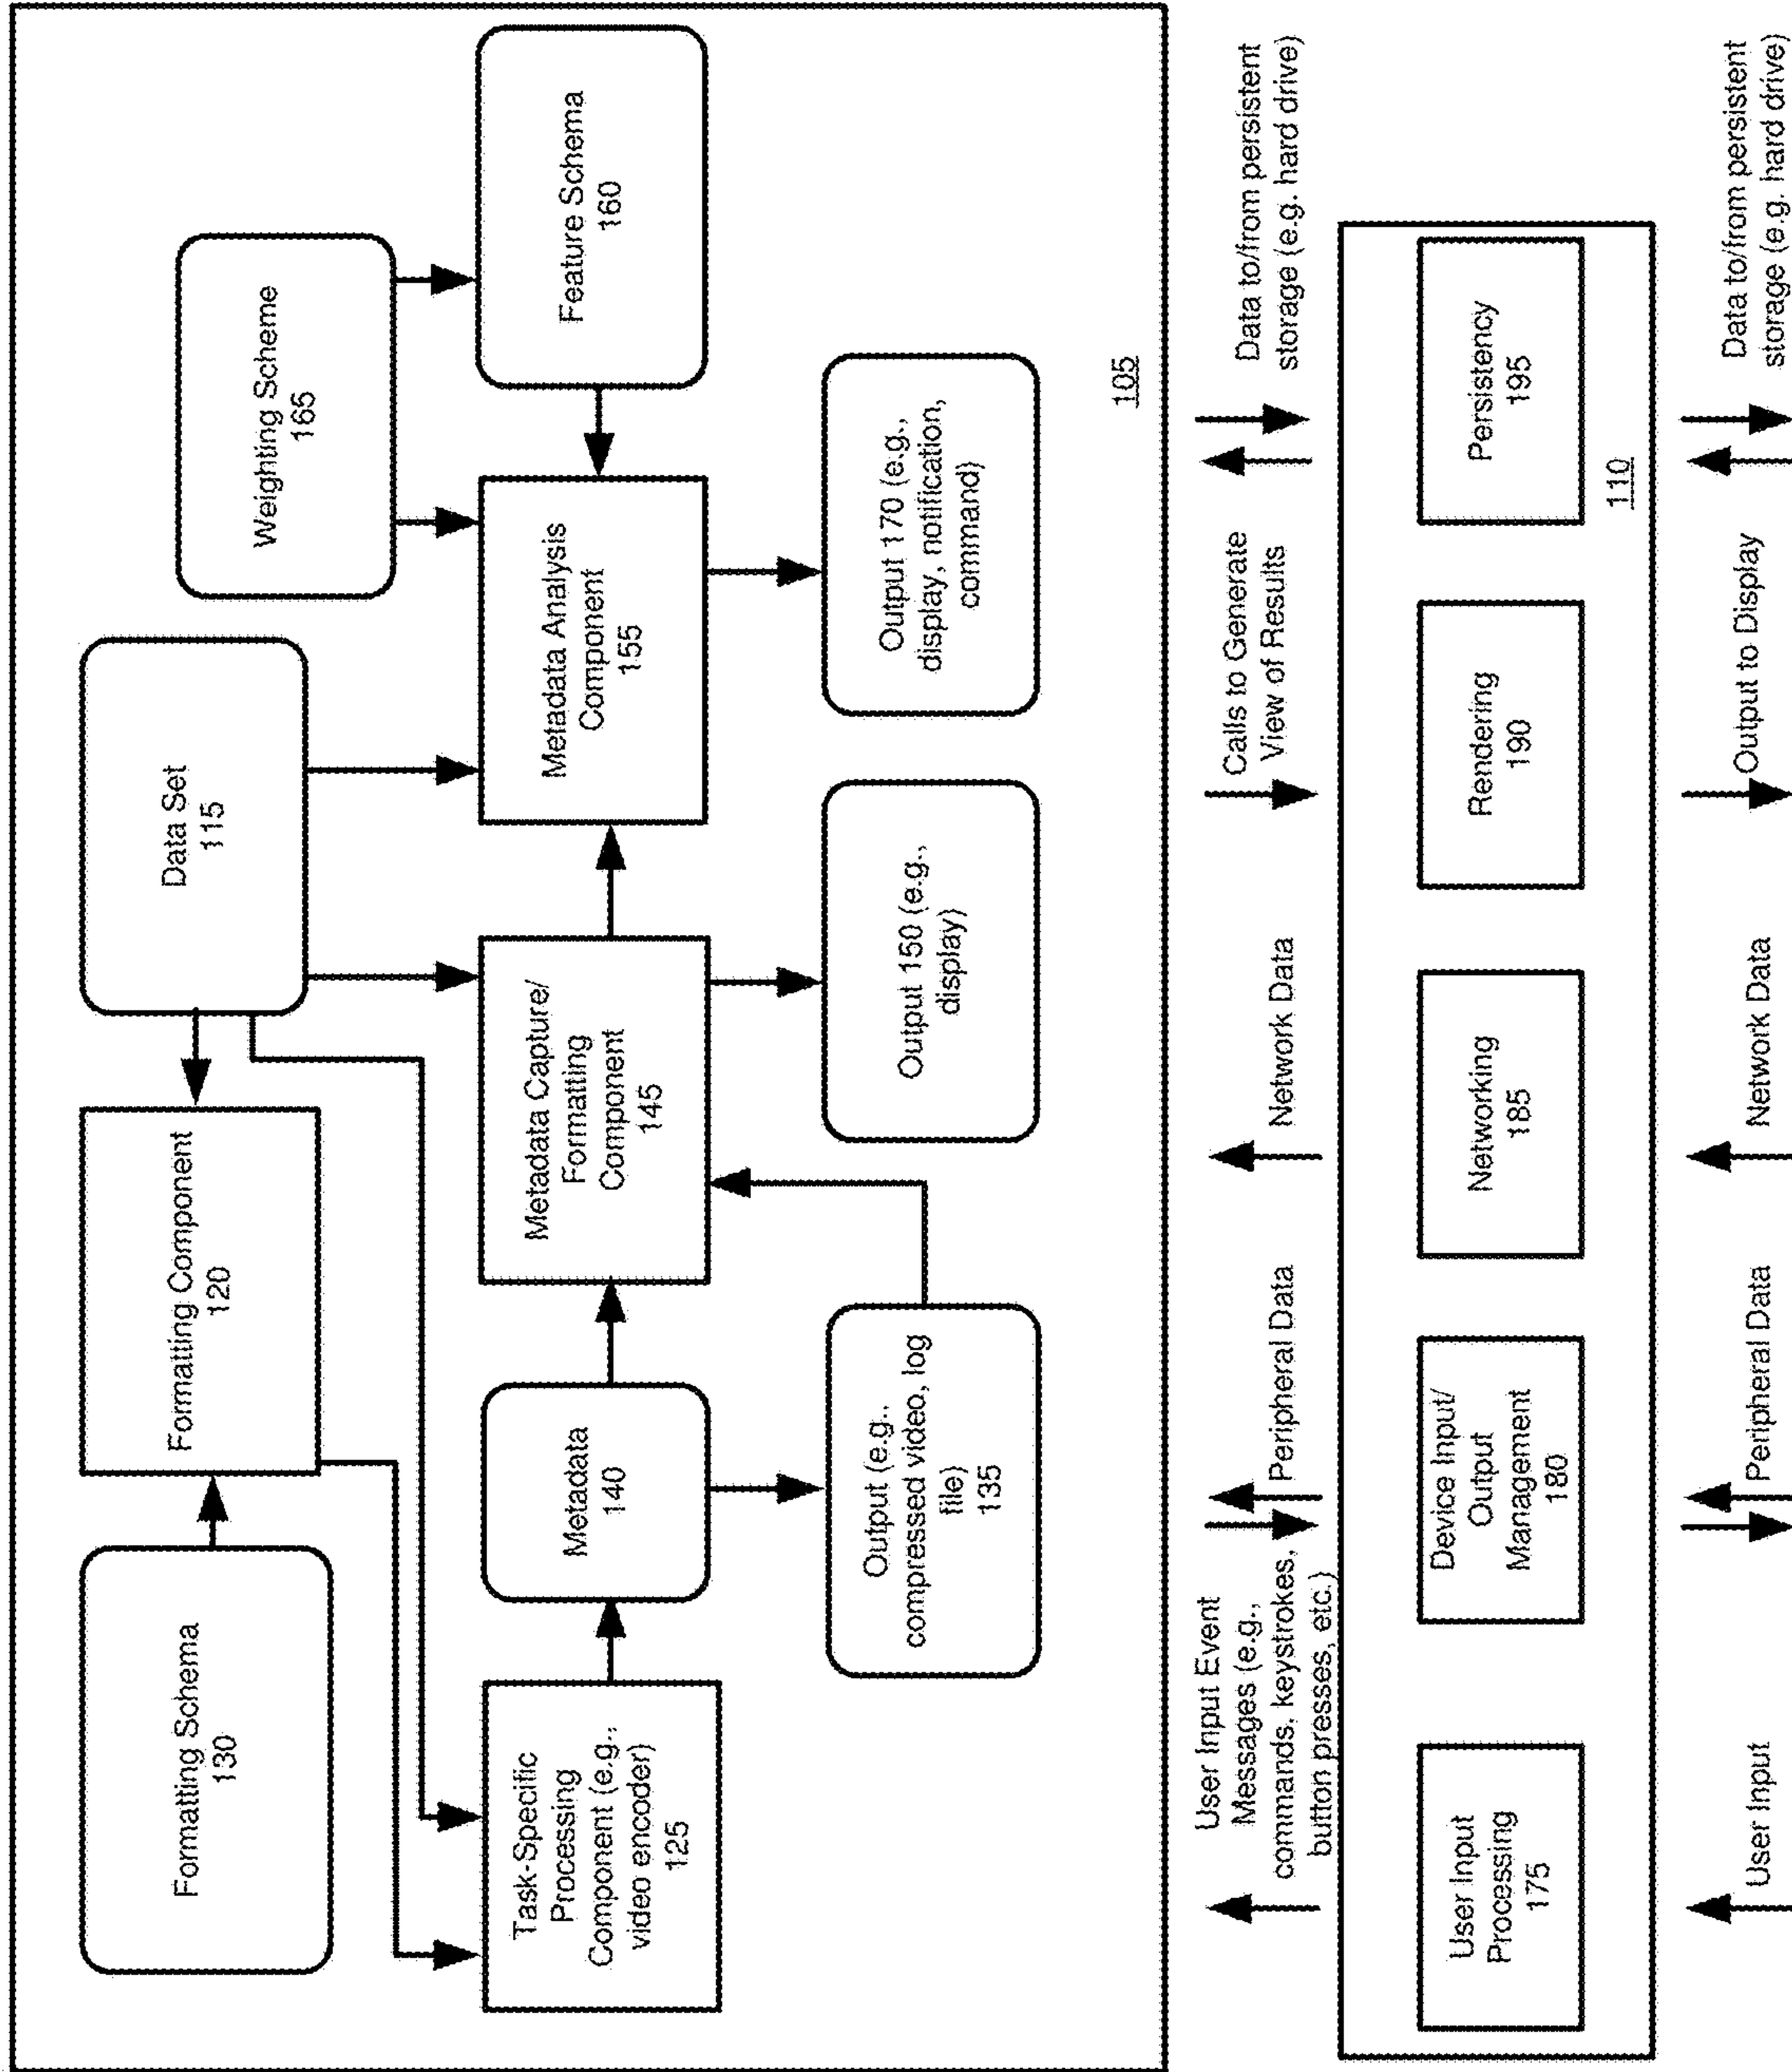 Formatting Schema
130
Formatting Component
120
Data Set
115
Weighting Scheme
165
Task-Specific
Processing
Component (e.g.,
video encoder)
125
Metadata
140
Metadata Capture/
Formatting
Component
145
Metadata Analysis
Component
155
Feature Schema
160
Output (e.g.,
compressed video, log
file)
135
Output 150 (e.g.,
display)
Output 170 (e.g.,
display, notification,
command)
105
User Input Event
Messages (e.g.,
commands, keystrokes,
button presses, etc.)
Peripheral Data
Network Data
Calls to Generate
View of Results
Data to/from persistent
storage (e.g. hard drive)
User Input
Processing
175
Device Input/
Output
Management
180
Networking
185
Rendering
190
Persistency
195
110
User Input
Peripheral Data
Network Data
Output to Display
Data to/from persistent
storage (e.g. hard drive)